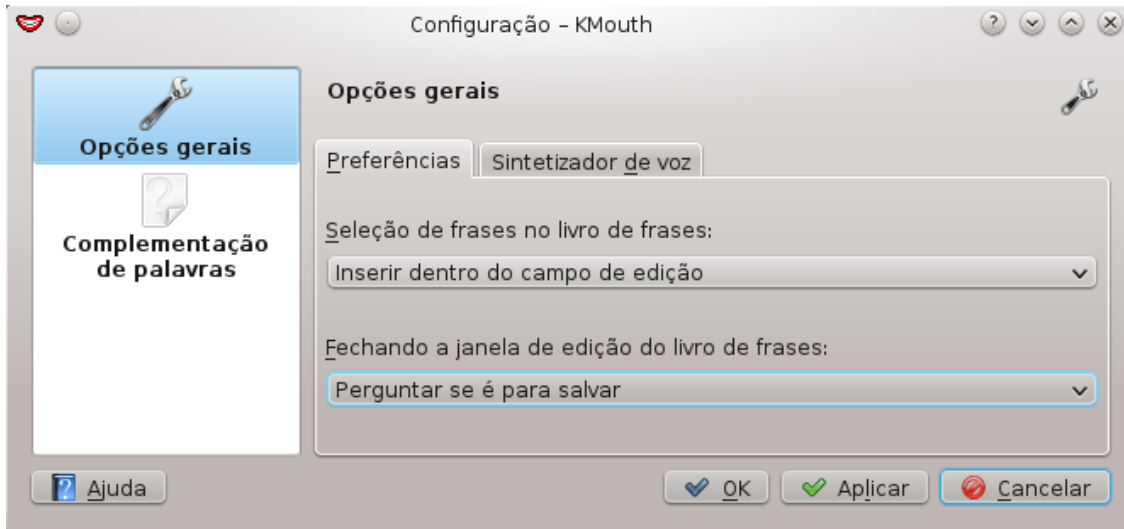 Configuração – KMouth
Opções gerais
Complementação
de palavras
Opções gerais
Preferências
Sintetizador de voz
Seleção de frases no livro de frases:
Inserir dentro do campo de edição
Fechando a janela de edição do livro de frases:
Perguntar se é para salvar
Ajuda
OK
Aplicar
Cancelar